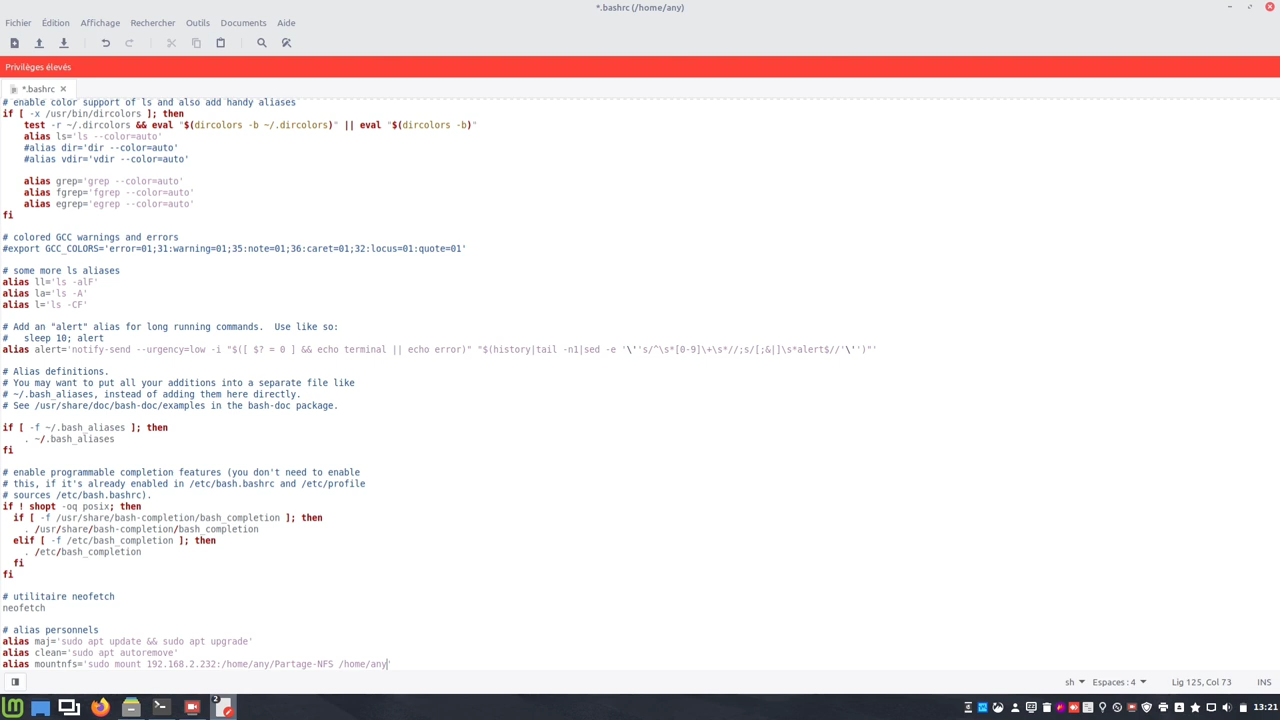 *.bashrc (/home/any)
Fichier Édition Affichage Rechercher Outils Documents Aide
Privilèges élevés
*.bashrc
# enable color support of ls and also add handy aliases
if [ -x /usr/bin/dircolors ]; then
    test -r ~/.dircolors && eval "$(dircolors -b ~/.dircolors)" || eval "$(dircolors -b)"
    alias ls='ls --color=auto'
    #alias dir='dir --color=auto'
    #alias vdir='vdir --color=auto'
    alias grep='grep --color=auto'
    alias fgrep='fgrep --color=auto'
    alias egrep='egrep --color=auto'
fi
# colored GCC warnings and errors
#export GCC_COLORS='error=01;31:warning=01;35:note=01;36:caret=01;32:locus=01:quote=01'
# some more ls aliases
alias ll='ls -alF'
alias la='ls -A'
alias l='ls -CF'
# Add an "alert" alias for long running commands.  Use like so:
#   sleep 10; alert
alias alert='notify-send --urgency=low -i "$([ $? = 0 ] && echo terminal || echo error)" "$(history|tail -n1|sed -e '\''s/^\s*[0-9]\+\s*//;s/[;&|]\s*alert$//'\'')"'
# Alias definitions.
# You may want to put all your additions into a separate file like
# ~/.bash_aliases, instead of adding them here directly.
# See /usr/share/doc/bash-doc/examples in the bash-doc package.
if [ -f ~/.bash_aliases ]; then
    . ~/.bash_aliases
fi
# enable programmable completion features (you don't need to enable
# this, if it's already enabled in /etc/bash.bashrc and /etc/profile
# sources /etc/bash.bashrc).
if ! shopt -oq posix; then
  if [ -f /usr/share/bash-completion/bash_completion ]; then
    . /usr/share/bash-completion/bash_completion
  elif [ -f /etc/bash_completion ]; then
    . /etc/bash_completion
  fi
fi
# utilitaire neofetch
neofetch
# alias personnels
alias maj='sudo apt update && sudo apt upgrade'
alias clean='sudo apt autoremove'
alias mountnfs='sudo mount 192.168.2.232:/home/any/Partage-NFS /home/any'
sh Espaces : 4 Lig 125, Col 73 INS
2
13:21